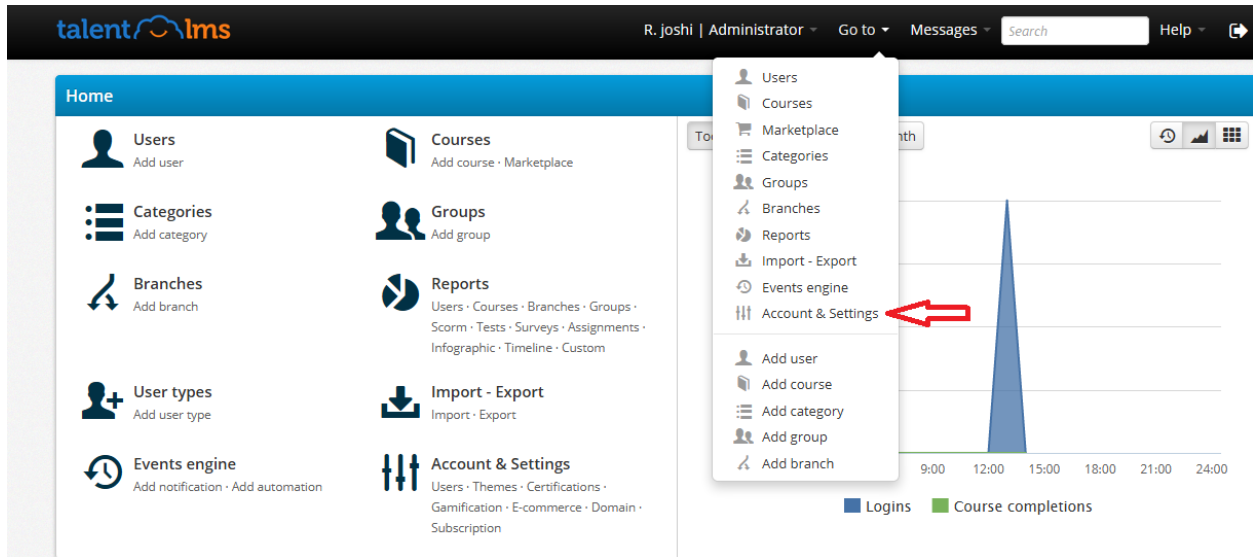 talentlms
R. joshi | Administrator Go to Messages Search Help
Home
Users
Add user
Courses
Add course · Marketplace
Categories
Add category
Groups
Add group
Branches
Add branch
Reports
Users · Courses · Branches · Groups ·
Scorm · Tests · Surveys · Assignments ·
Infographic · Timeline · Custom
User types
Add user type
Import - Export
Import · Export
Events engine
Add notification · Add automation
Account & Settings
Users · Themes · Certifications ·
Gamification · E-commerce · Domain ·
Subscription
Users
Courses
Marketplace
Categories
Groups
Branches
Reports
Import - Export
Events engine
Account & Settings
Add user
Add course
Add category
Add group
Add branch
9:00 12:00 15:00 18:00 21:00 24:00
Logins Course completions